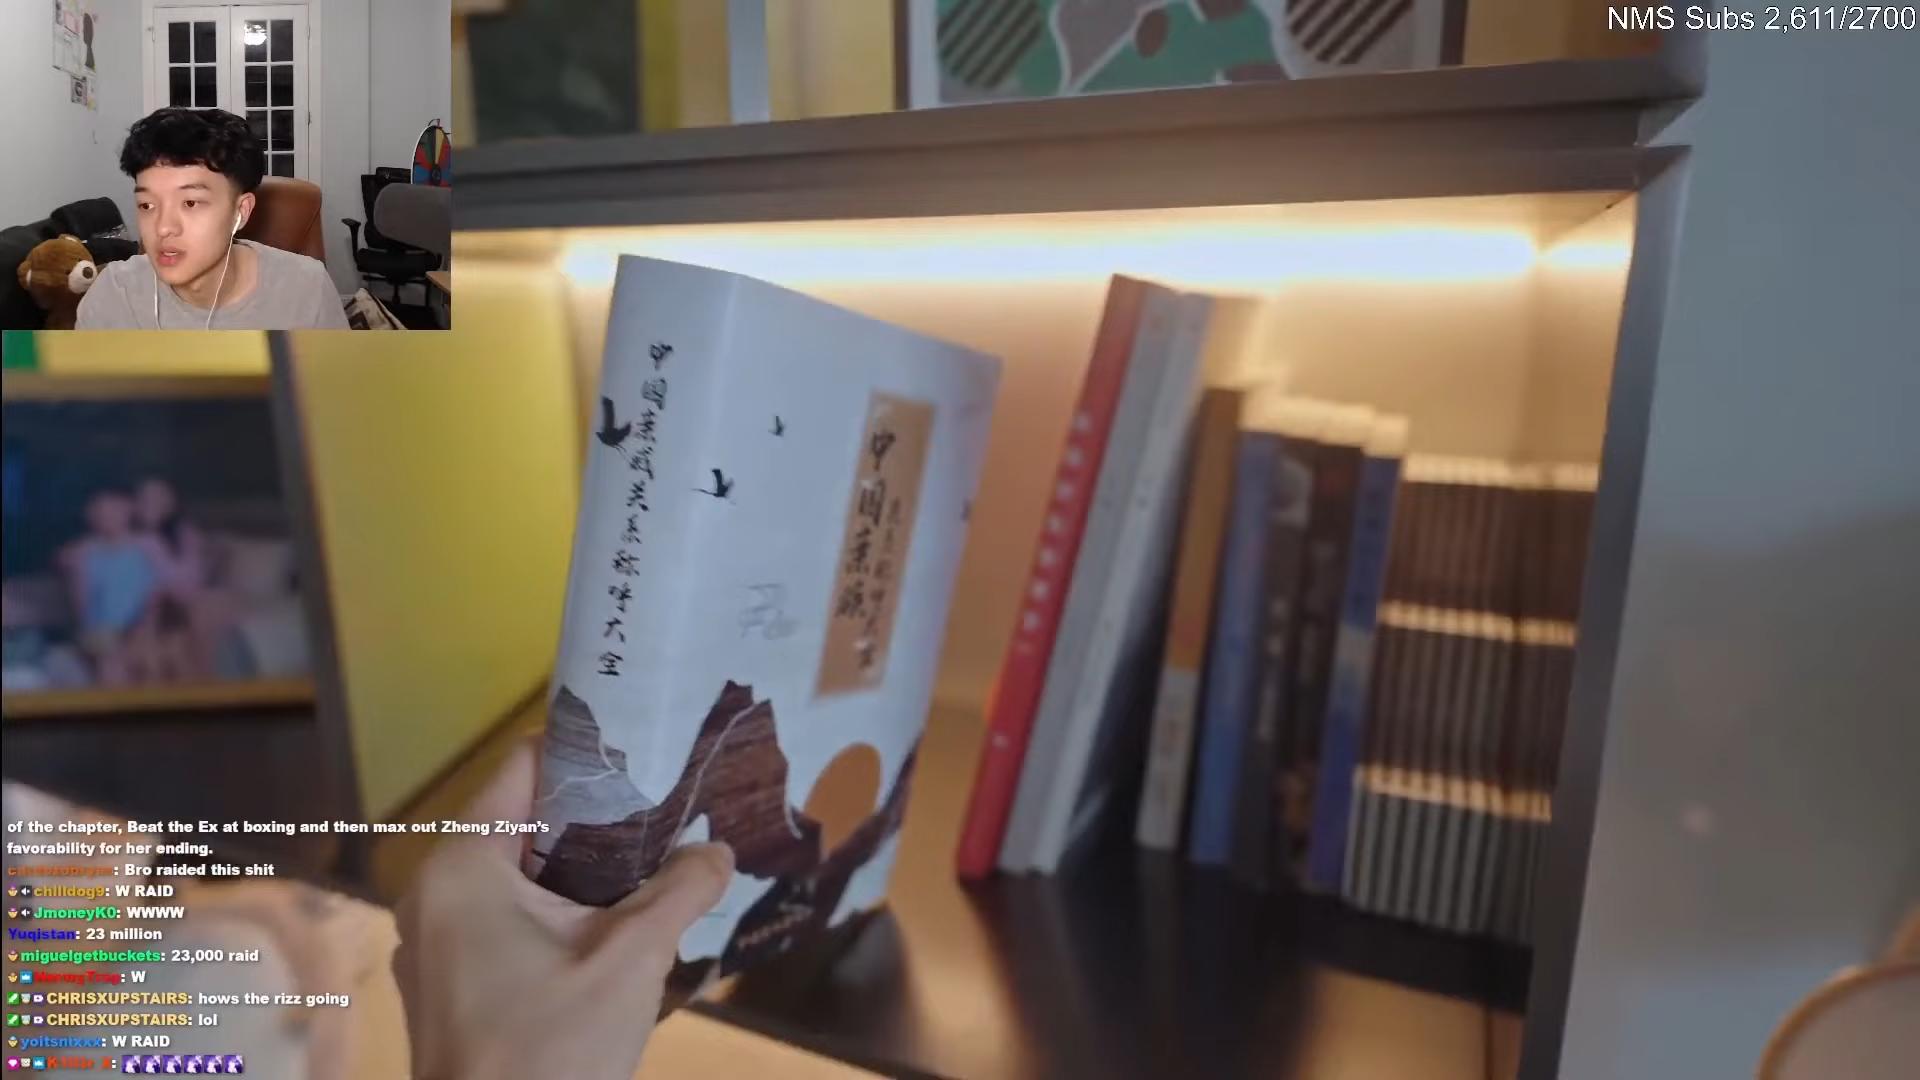 NMS Subs 2,611/2700
中国亲戚关系称呼大全
中国亲戚
of the chapter, Beat the Ex at boxing and then max out Zheng Ziyan's
favorability for her ending.
: Bro raided this shit
chilldog9: W RAID
JmoneyK0: WWWW
Yuqistan: 23 million
miguelgetbuckets: 23,000 raid
: W
CHRISXUPSTAIRS: hows the rizz going
CHRISXUPSTAIRS: lol
yoitsnixxx: W RAID